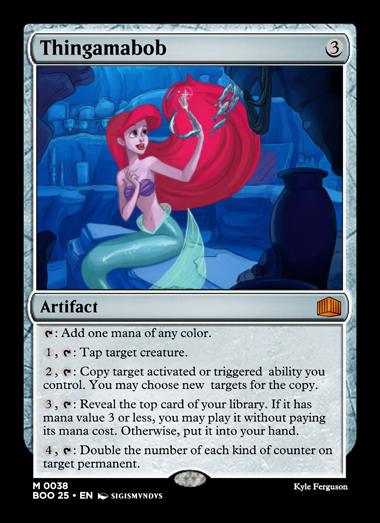 Thingamabob 3
Artifact
: Add one mana of any color.
1, : Tap target creature.
2, : Copy target activated or triggered ability you
control. You may choose new targets for the copy.
3, : Reveal the top card of your library. If it has
mana value 3 or less, you may play it without paying
its mana cost. Otherwise, put it into your hand.
4, : Double the number of each kind of counter on
target permanent.
M 0038
BOO 25 • EN SIGISMVNDVS
Kyle Ferguson